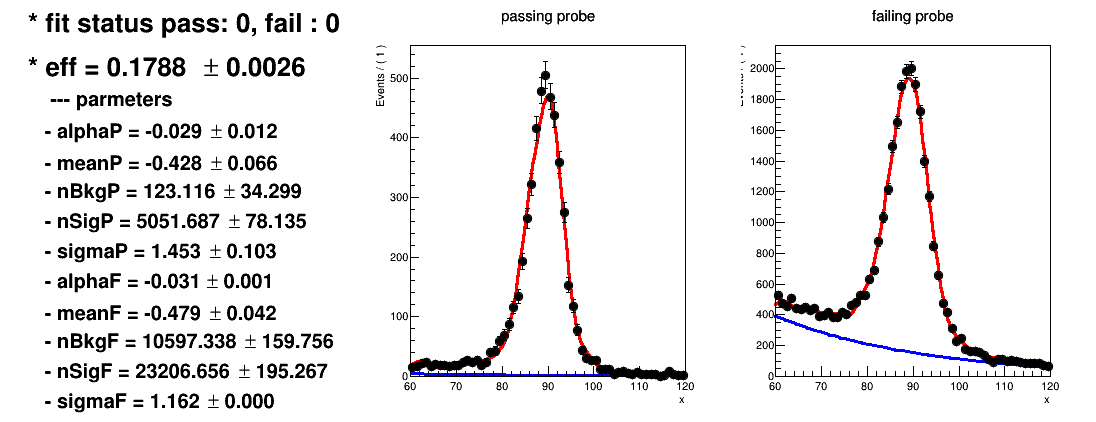 * fit status pass: 0, fail : 0
* eff = 0.1788 ± 0.0026
--- parmeters
- alphaP = -0.029 ± 0.012
- meanP = -0.428 ± 0.066
- nBkgP = 123.116 ± 34.299
- nSigP = 5051.687 ± 78.135
- sigmaP = 1.453 ± 0.103
- alphaF = -0.031 ± 0.001
- meanF = -0.479 ± 0.042
- nBkgF = 10597.338 ± 159.756
- nSigF = 23206.656 ± 195.267
- sigmaF = 1.162 ± 0.000
passing probe
Events / ( 1 )
500
400
300
200
100
0
60 70 80 90 100 110 120
x
failing probe
Events / ( 1 )
2000
1800
1600
1400
1200
1000
800
600
400
200
0
60 70 80 90 100 110 120
x